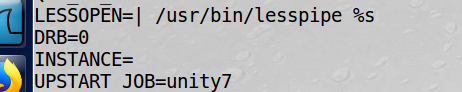 LESSOPEN=| /usr/bin/lesspipe %s
DRB=0
INSTANCE=
UPSTART_JOB=unity7